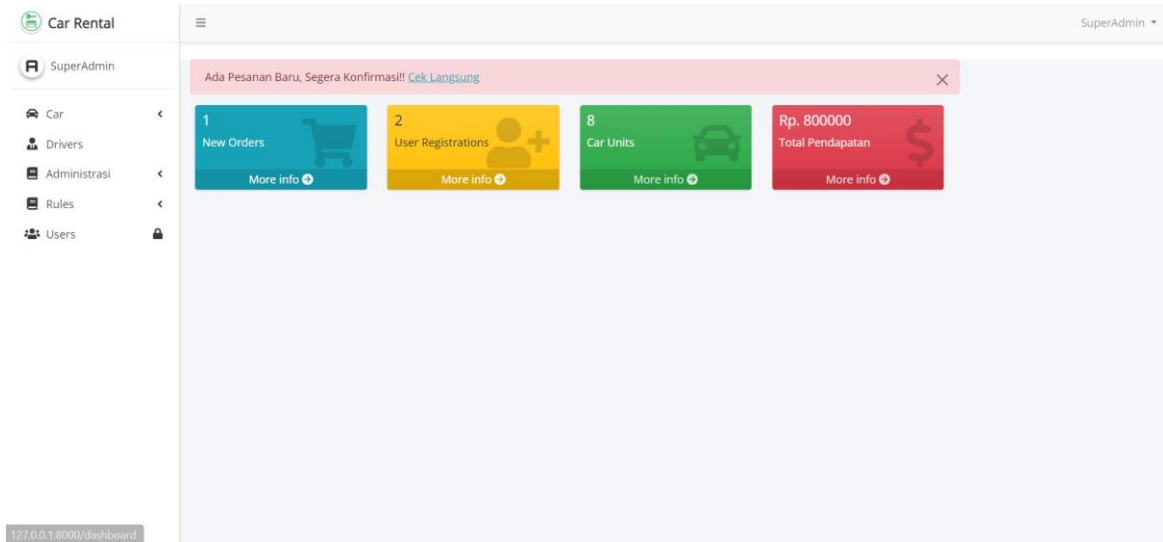 Car Rental
SuperAdmin
SuperAdmin
Car
Drivers
Administrasi
Rules
Users
Ada Pesanan Baru, Segera Konfirmasi!! Cek Langsung
1
New Orders
More info
2
User Registrations
More info
8
Car Units
More info
Rp. 800000
Total Pendapatan
More info
127.0.0.1:8000/dashboard